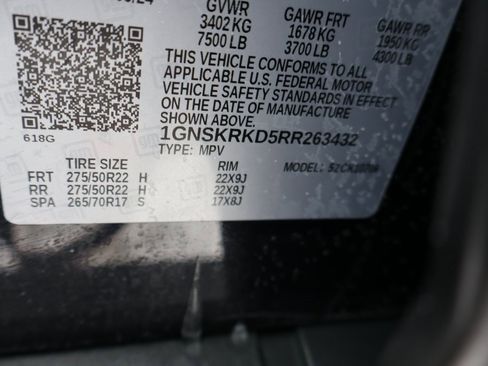 GVWR GAWR FRT GAWR RR
3402 KG 1678 KG 1950 KG
7500 LB 3700 LB 4300 LB
THIS VEHICLE CONFORMS TO ALL
APPLICABLE U.S. FEDERAL MOTOR
VEHICLE SAFETY STANDARDS IN
EFFECT ON THE DATE OF MANUFACTURE
SHOWN ABOVE.
1GNSKRKD5RR263432
TYPE: MPV MODEL:
618G
TIRE SIZE RIM
FRT 275/50R22 H 22X9J
RR 275/50R22 H 22X9J
SPA 265/70R17 S 17X8J